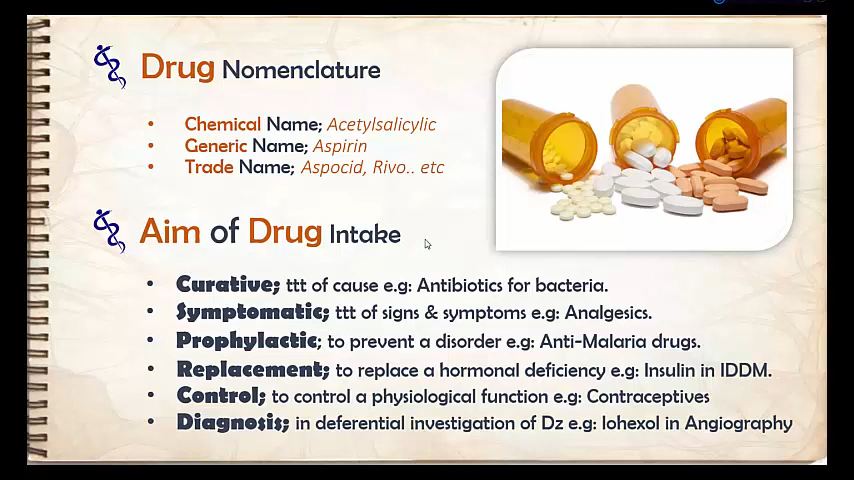 Drug Nomenclature
• Chemical Name; Acetylsalicylic
• Generic Name; Aspirin
• Trade Name; Aspocid, Rivo.. etc
Aim of Drug Intake
• Curative; ttt of cause e.g: Antibiotics for bacteria.
• Symptomatic; ttt of signs & symptoms e.g: Analgesics.
• Prophylactic; to prevent a disorder e.g: Anti-Malaria drugs.
• Replacement; to replace a hormonal deficiency e.g: Insulin in IDDM.
• Control; to control a physiological function e.g: Contraceptives
• Diagnosis; in deferential investigation of Dz e.g: Iohexol in Angiography